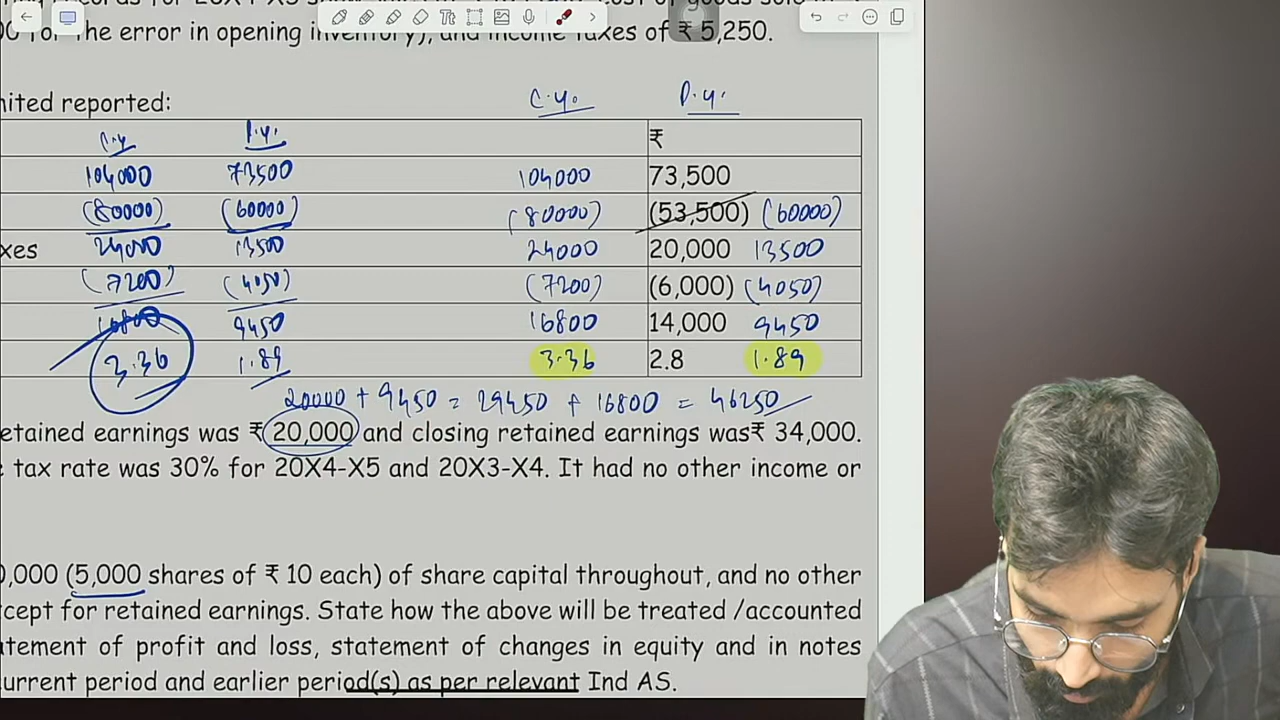 00 for the error in opening inventory), and income taxes of ₹ 5,250.
nited reported:
C.y. P.y.
C.y. P.y. ₹
104000 73500 104000 73,500
(80000) (60000) (80000) (53,500) (60000)
xes 24000 13500 24000 20,000 13500
(7200) (4050) (7200) (6,000) (4050)
16800 9450 16800 14,000 9450
3.36 1.89 3.36 2.8 1.89
20000 + 9450 = 29450 + 16800 = 46250
etained earnings was ₹ 20,000 and closing retained earnings was₹ 34,000.
e tax rate was 30% for 20X4-X5 and 20X3-X4. It had no other income or
0,000 (5,000 shares of ₹ 10 each) of share capital throughout, and no other
cept for retained earnings. State how the above will be treated /accounted
atement of profit and loss, statement of changes in equity and in notes
current period and earlier period(s) as per relevant Ind AS.